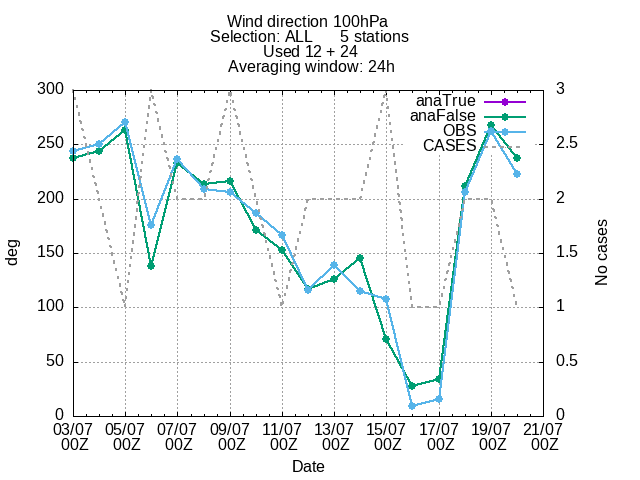 Wind direction 100hPa
Selection: ALL 5 stations
Used 12 + 24
Averaging window: 24h
300 3
250 2.5
200 2
150 1.5
100 1
50 0.5
0 0
anaTrue
anaFalse
OBS
CASES
deg
No cases
03/07 05/07 07/07 09/07 11/07 13/07 15/07 17/07 19/07 21/07
00Z 00Z 00Z 00Z 00Z 00Z 00Z 00Z 00Z 00Z
Date